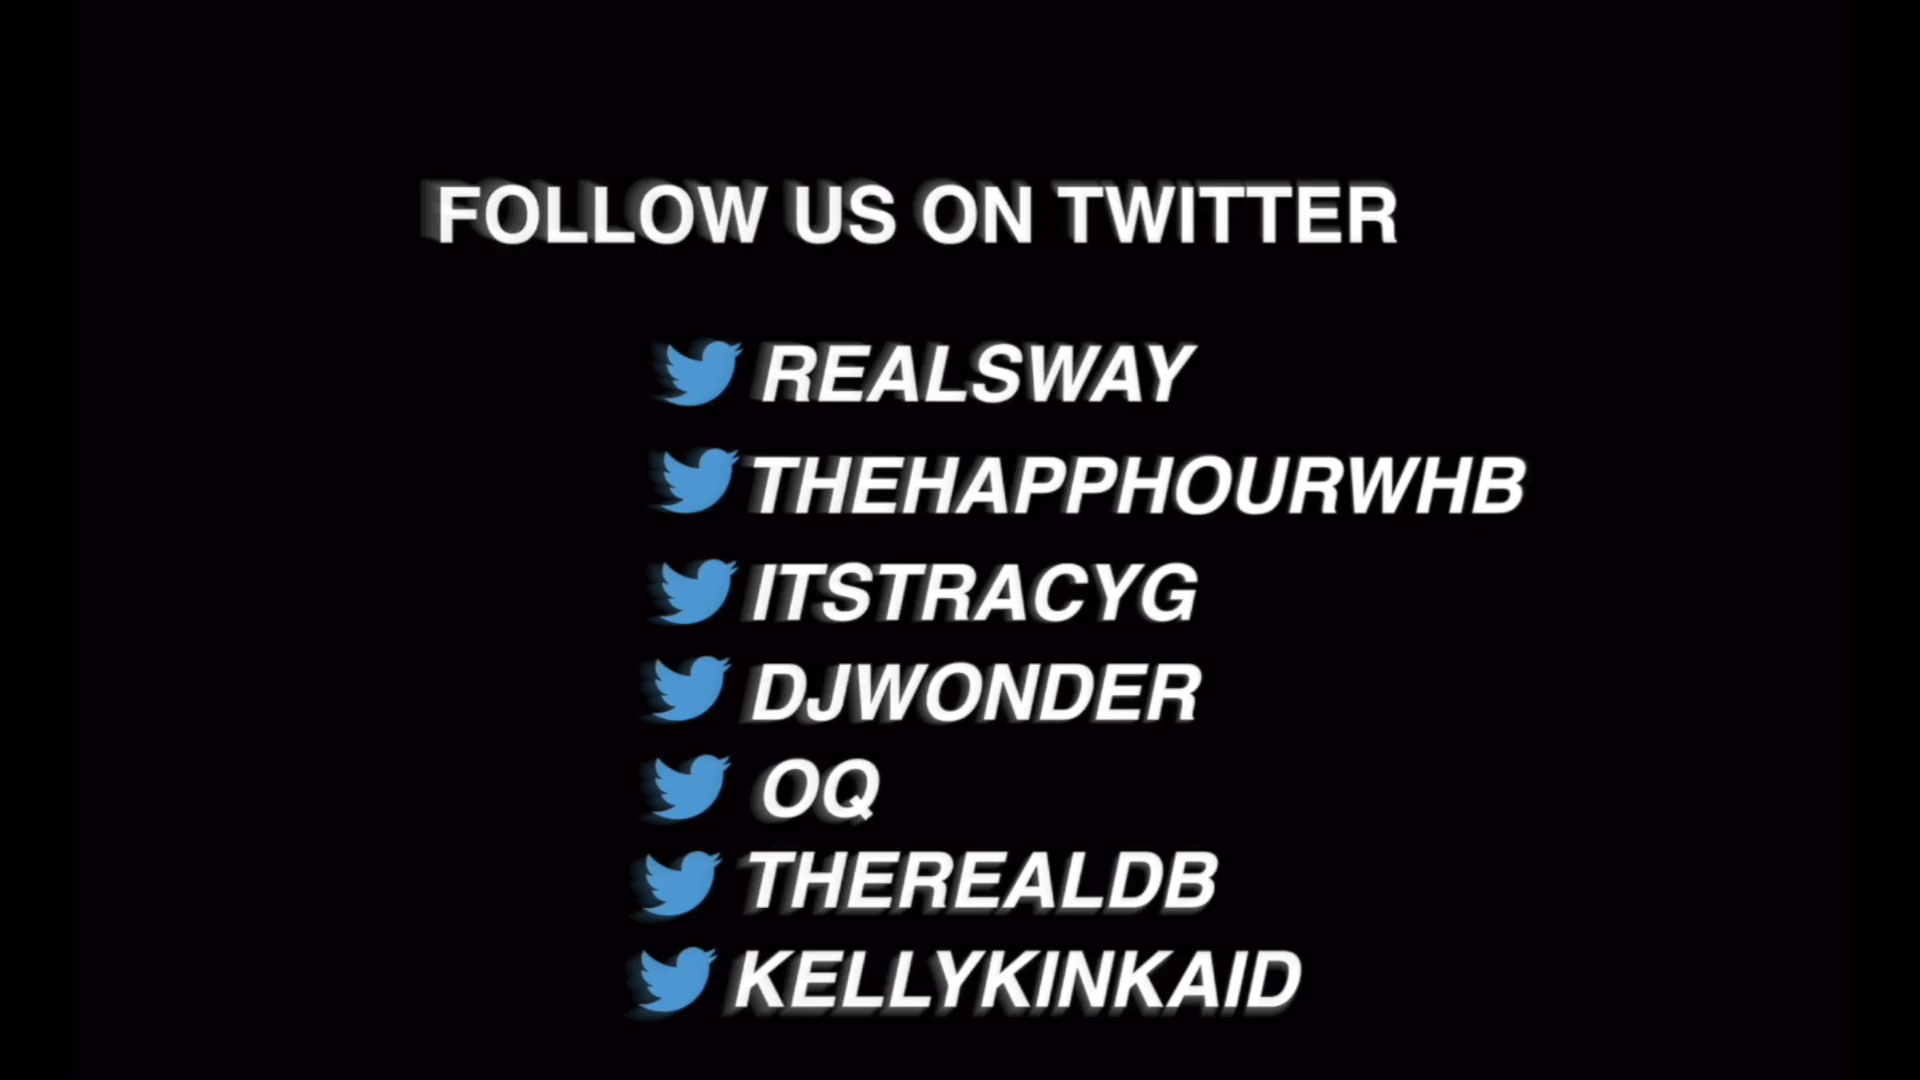 FOLLOW US ON TWITTER
REALSWAY
THEHAPPHOURWHB
ITSTRACYG
DJWONDER
OQ
THEREALDB
KELLYKINKAID